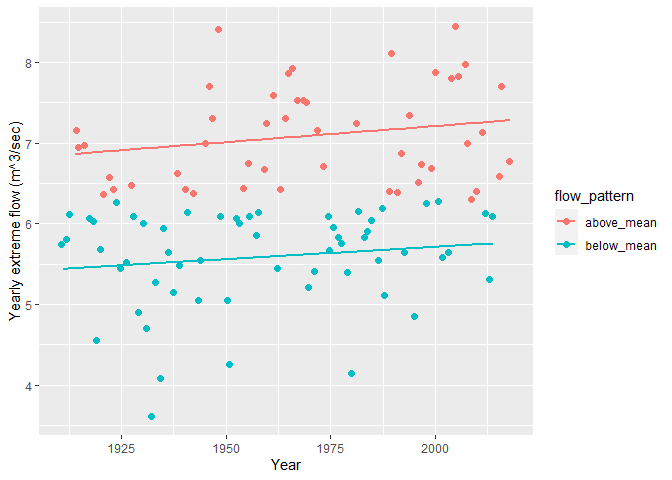 Yearly extreme flow (m^3/sec)
8
7
6
5
4
1925
1950
1975
2000
Year
flow_pattern
above_mean
below_mean